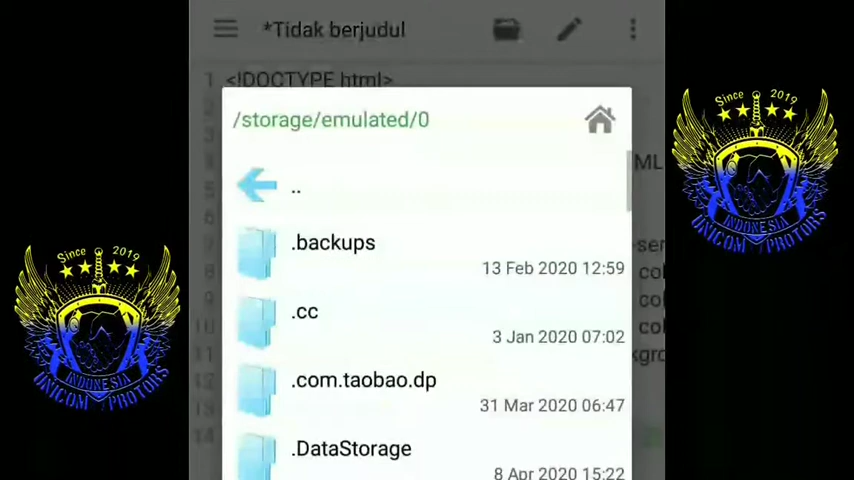 *Tidak berjudul
1 <!DOCTYPE html>
/storage/emulated/0
..
.backups
13 Feb 2020 12:59
.cc
3 Jan 2020 07:02
.com.taobao.dp
31 Mar 2020 06:47
.DataStorage
8 Apr 2020 15:22
Since 2019
INDONESIA
UNICOM PROTORS
Since 2019
INDONESIA
UNICOM PROTORS